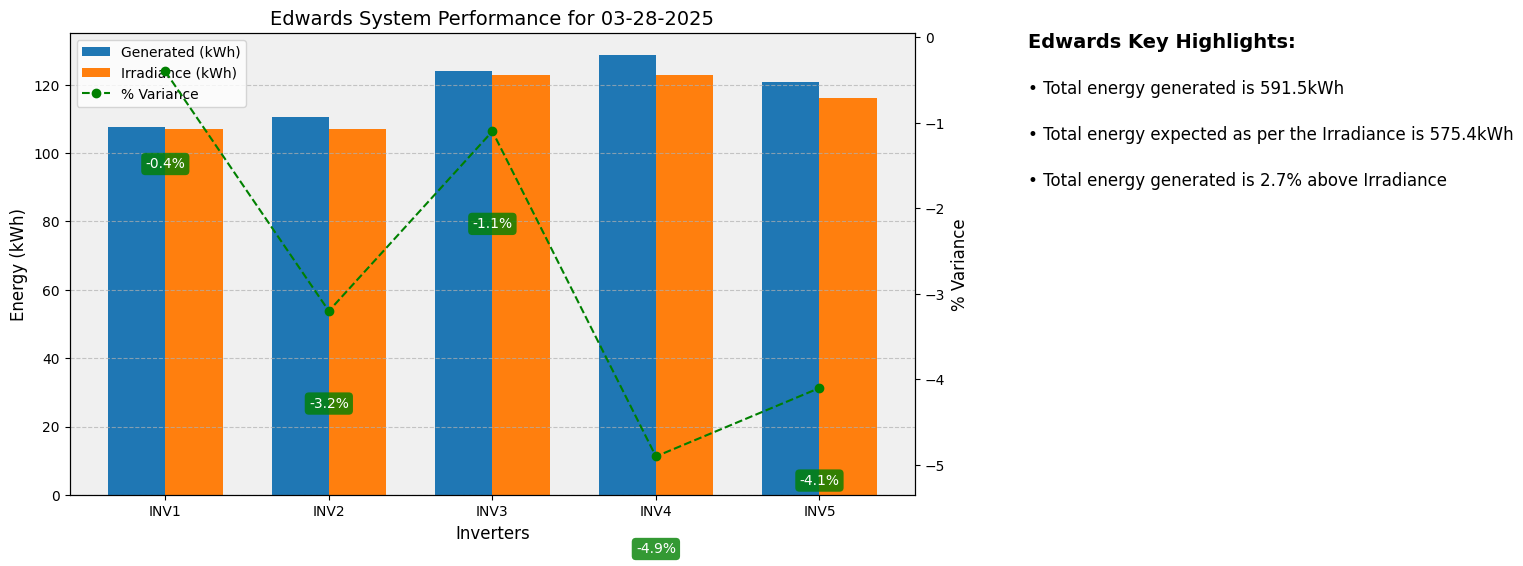 Edwards System Performance for 03-28-2025
Generated (kWh)
Irradiance (kWh)
% Variance
Energy (kWh)
120
100
80
60
40
20
0
-0.4%
-3.2%
-1.1%
-4.9%
-4.1%
0
−1
−2
−3
−4
−5
% Variance
INV1
INV2
INV3
INV4
INV5
Inverters
Edwards Key Highlights:
• Total energy generated is 591.5kWh
• Total energy expected as per the Irradiance is 575.4kWh
• Total energy generated is 2.7% above Irradiance